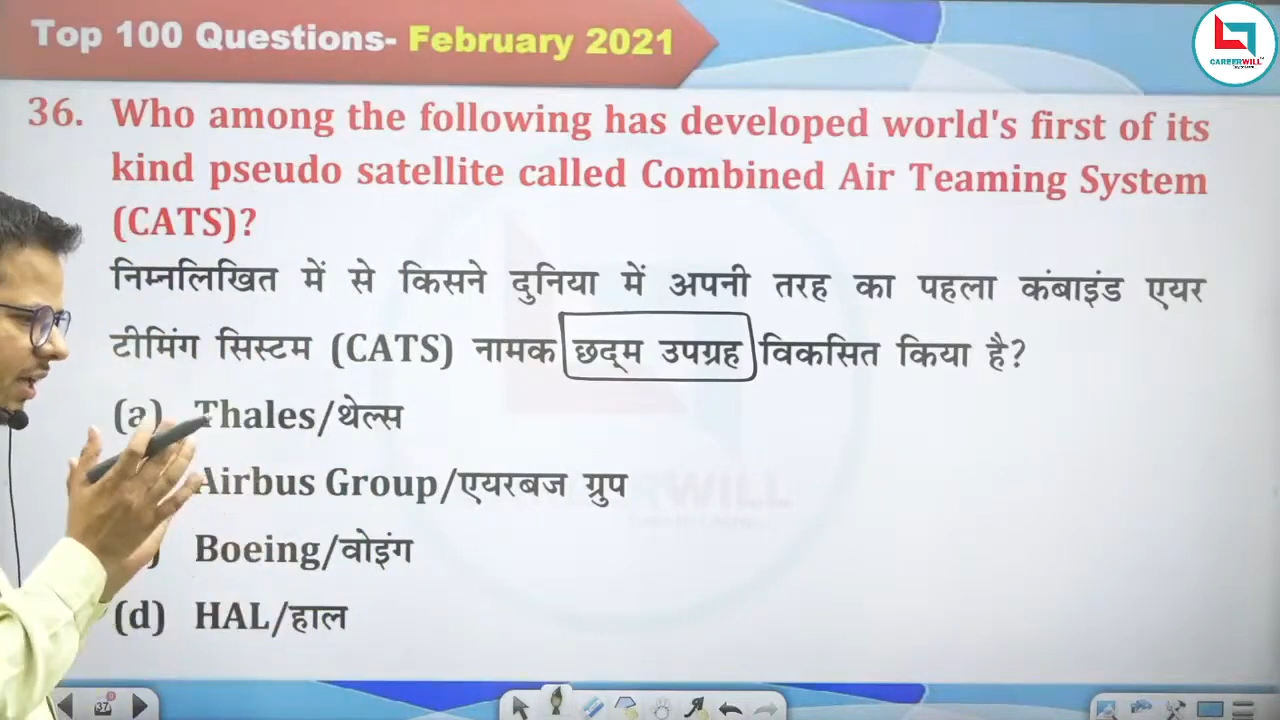 Top 100 Questions- February 2021
CAREERWILL
36. Who among the following has developed world's first of its
kind pseudo satellite called Combined Air Teaming System
(CATS)?
निम्नलिखित में से किसने दुनिया में अपनी तरह का पहला कंबाइंड एयर
टीमिंग सिस्टम (CATS) नामक छद्म उपग्रह विकसित किया है?
(a) Thales/थेल्स
Airbus Group/एयरबज ग्रुप
Boeing/वोइंग
(d) HAL/हाल
37